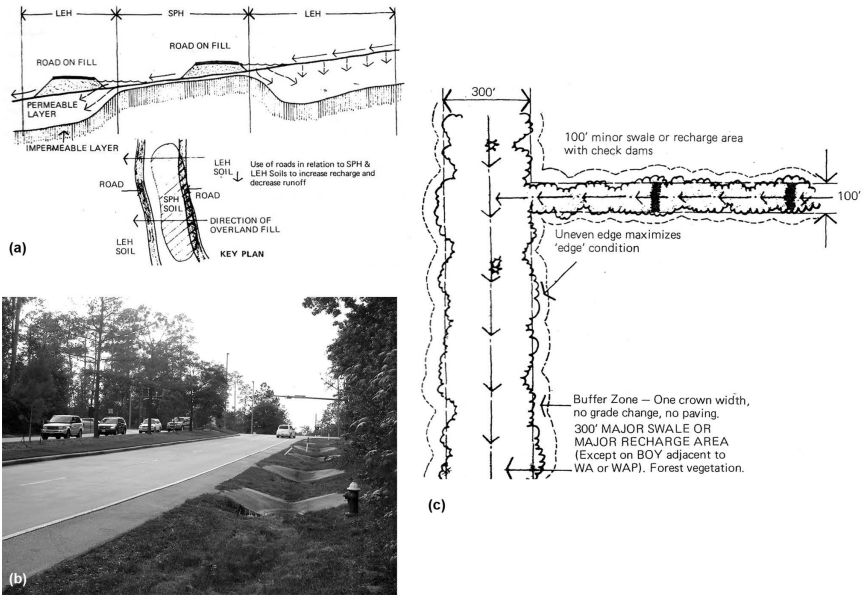 LEH
SPH
LEH
ROAD ON FILL
ROAD ON FILL
PERMEABLE
LAYER
IMPERMEABLE LAYER
LEH
SOIL
Use of roads in relation to SPH &
LEH Soils to increase recharge and
decrease runoff
ROAD
SPH
SOIL
ROAD
DIRECTION OF
OVERLAND FILL
LEH
SOIL
KEY PLAN
(a)
(b)
300'
100' minor swale or recharge area
with check dams
100'
Uneven edge maximizes
'edge' condition
Buffer Zone — One crown width,
no grade change, no paving.
300' MAJOR SWALE OR
MAJOR RECHARGE AREA
(Except on BOY adjacent to
WA or WAP). Forest vegetation.
(c)